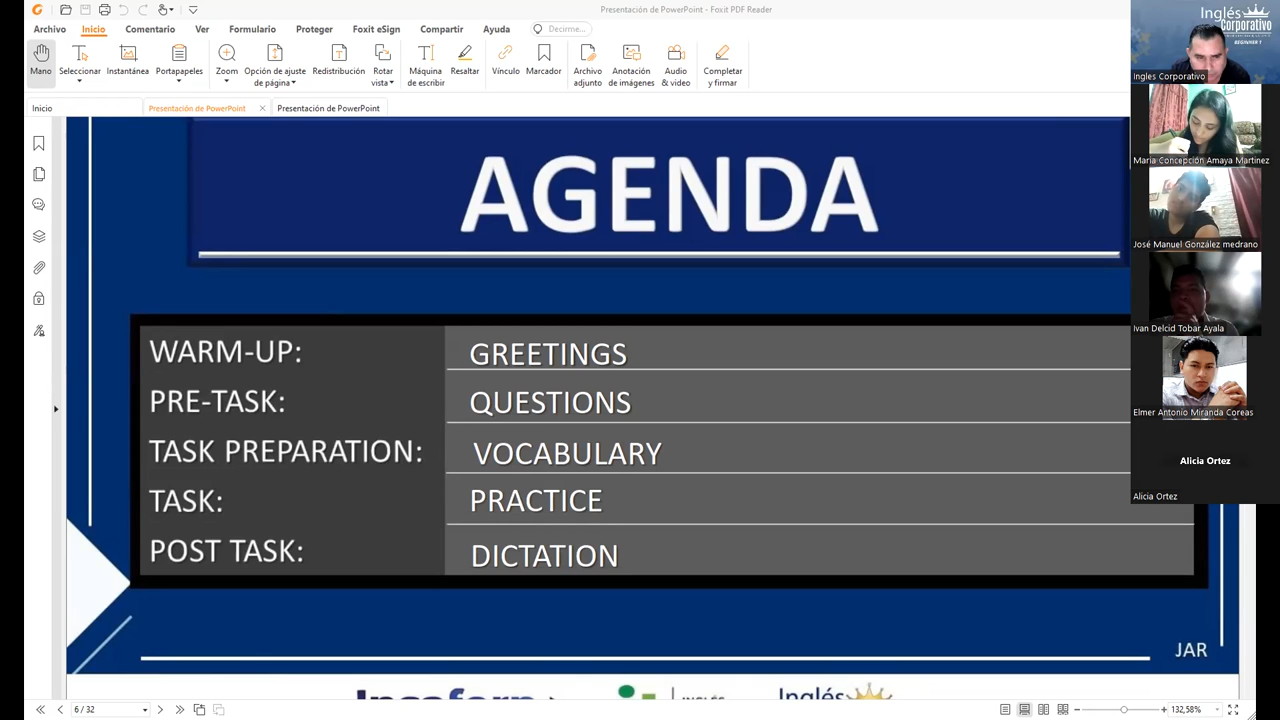 Presentación de PowerPoint - Foxit PDF Reader
Archivo Inicio Comentario Ver Formulario Proteger Foxit eSign Compartir Ayuda Decirme...
Mano Seleccionar Instantánea Portapapeles Zoom Opción de ajuste de página Redistribución Rotar vista Máquina de escribir Resaltar Vínculo Marcador Archivo adjunto Anotación de imágenes Audio & video Completar y firmar
Inicio Presentación de PowerPoint Presentación de PowerPoint
AGENDA
WARM-UP: GREETINGS
PRE-TASK: QUESTIONS
TASK PREPARATION: VOCABULARY
TASK: PRACTICE
POST TASK: DICTATION
JAR
INGLÉS
Inglés
6 / 32
132,58%
Inglés
Corporativo
BEGINNER 1
Ingles Corporativo
Maria Concepción Amaya Martinez
José Manuel González medrano
Ivan Delcid Tobar Ayala
Elmer Antonio Miranda Coreas
Alicia Ortez
Alicia Ortez